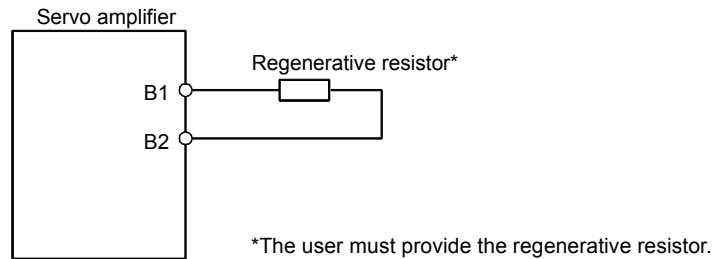 Servo amplifier
Regenerative resistor*
B1
B2
*The user must provide the regenerative resistor.